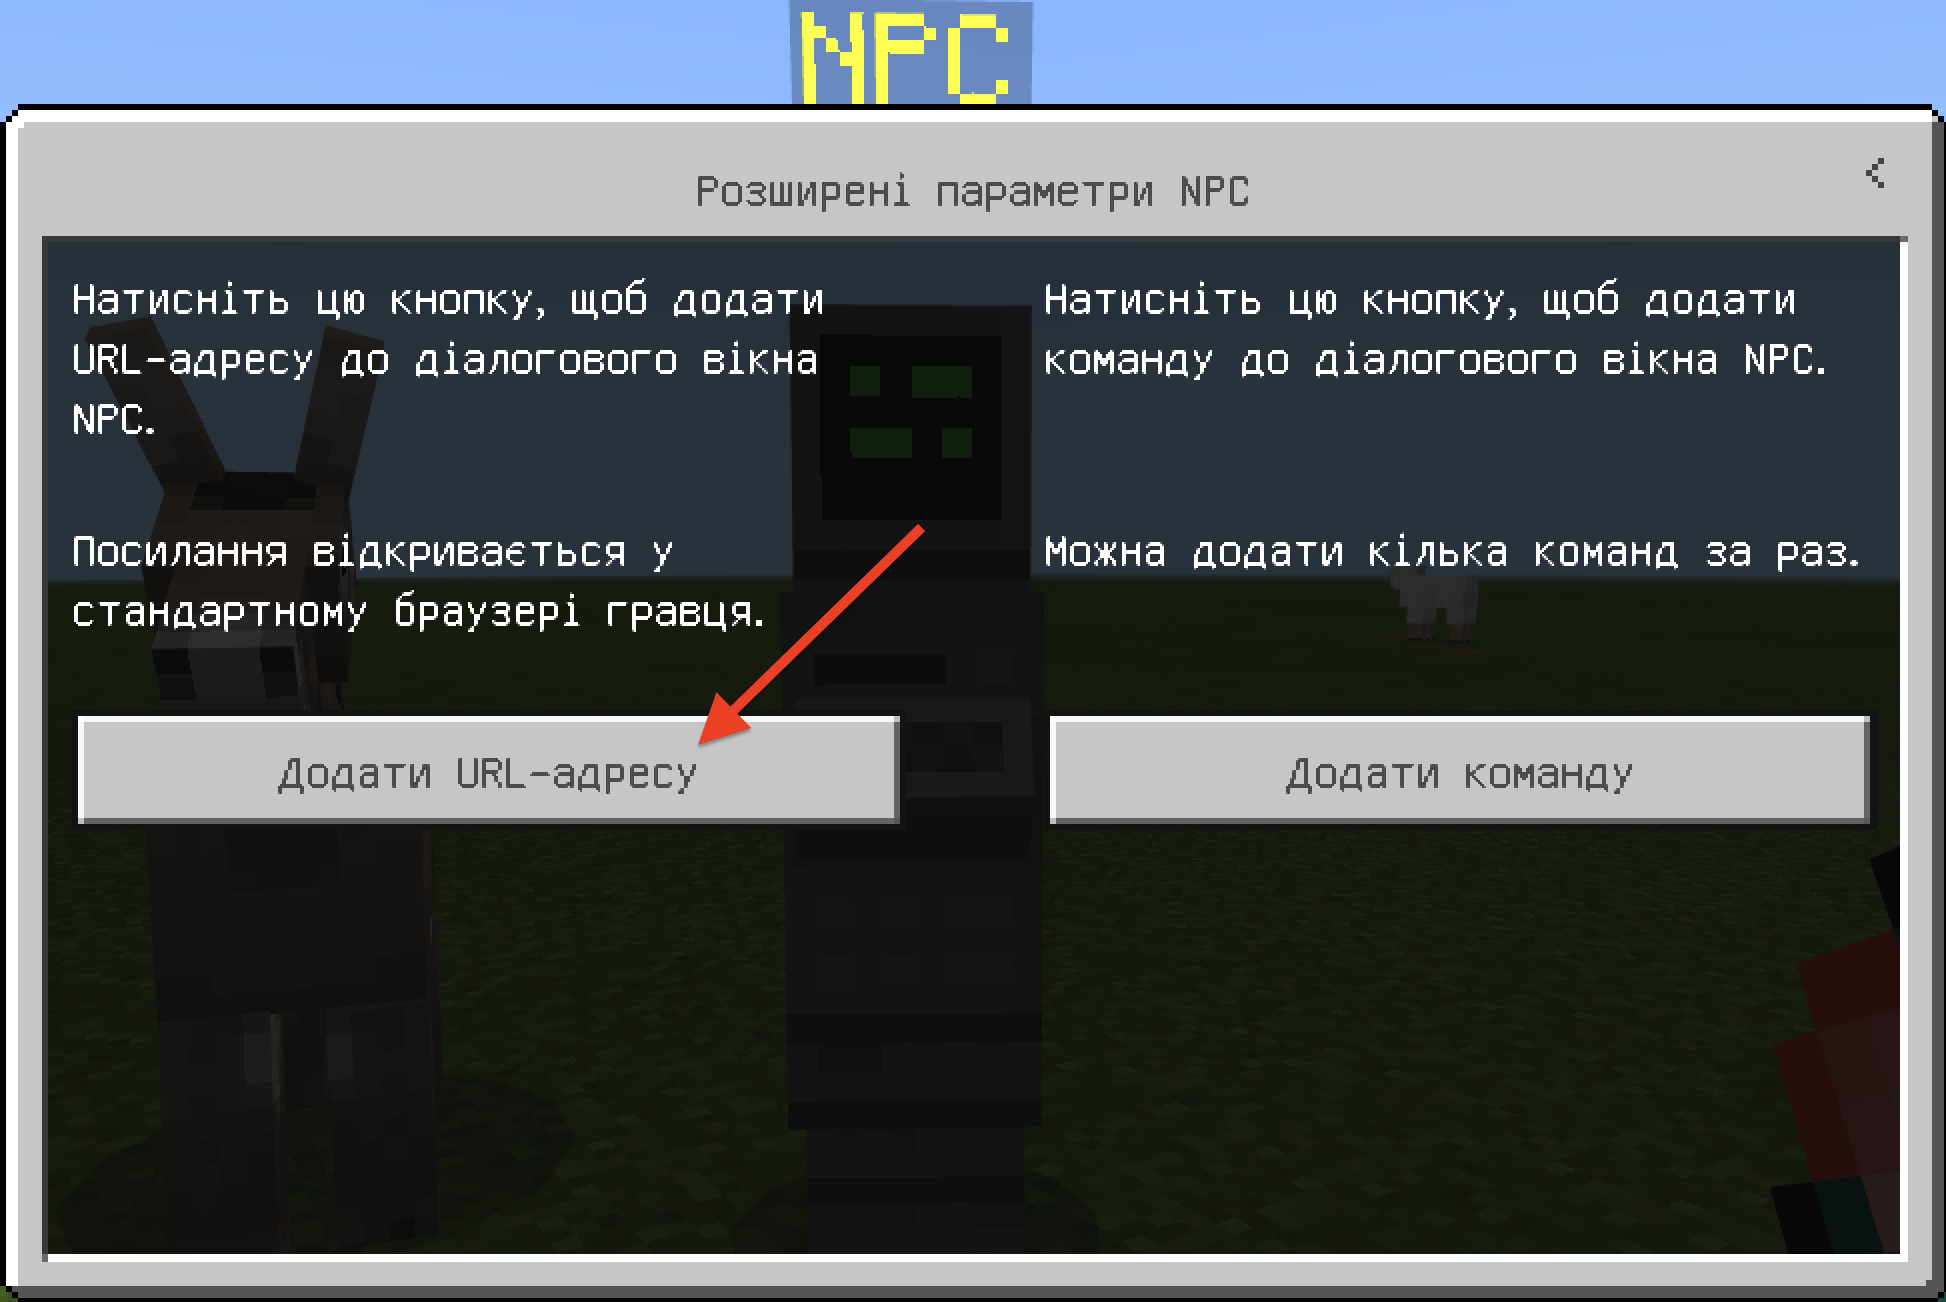 NPC
Розширені параметри NPC
<
Натисніть цю кнопку, щоб додати
URL-адресу до діалогового вікна
NPC.
Посилання відкривається у
стандартному браузері гравця.
Додати URL-адресу
Натисніть цю кнопку, щоб додати
команду до діалогового вікна NPC.
Можна додати кілька команд за раз.
Додати команду